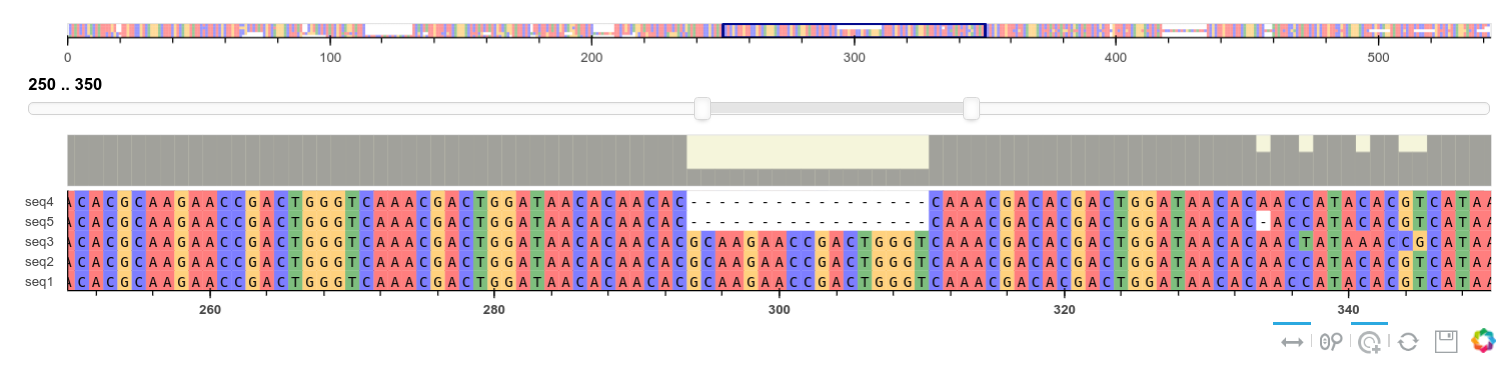 0 100 200 300 400 500
250 .. 350
seq4 ACACGCAAGAACCGACTGGGTCAAACGACTGGATAACACAACAC-----------------CAAACGACACGACTGGATAACACAACCATACACGTCATAA
seq5 ACACGCAAGAACCGACTGGGTCAAACGACTGGATAACACAACAC-----------------CAAACGACACGACTGGATAACAC-ACCATACACGTCATAA
seq3 ACACGCAAGAACCGACTGGGTCAAACGACTGGATAACACAACACGCAAGAACCGACTGGGTCAAACGACACGACTGGATAACACAACTATAAACCGCATAA
seq2 ACACGCAAGAACCGACTGGGTCAAACGACTGGATAACACAACACGCAAGAACCGACTGGGTCAAACGACACGACTGGATAACACAACCATACACGTCATAA
seq1 ACACGCAAGAACCGACTGGGTCAAACGACTGGATAACACAACACGCAAGAACCGACTGGGTCAAACGACACGACTGGATAACACAACCATACACGTCATAA
260 280 300 320 340